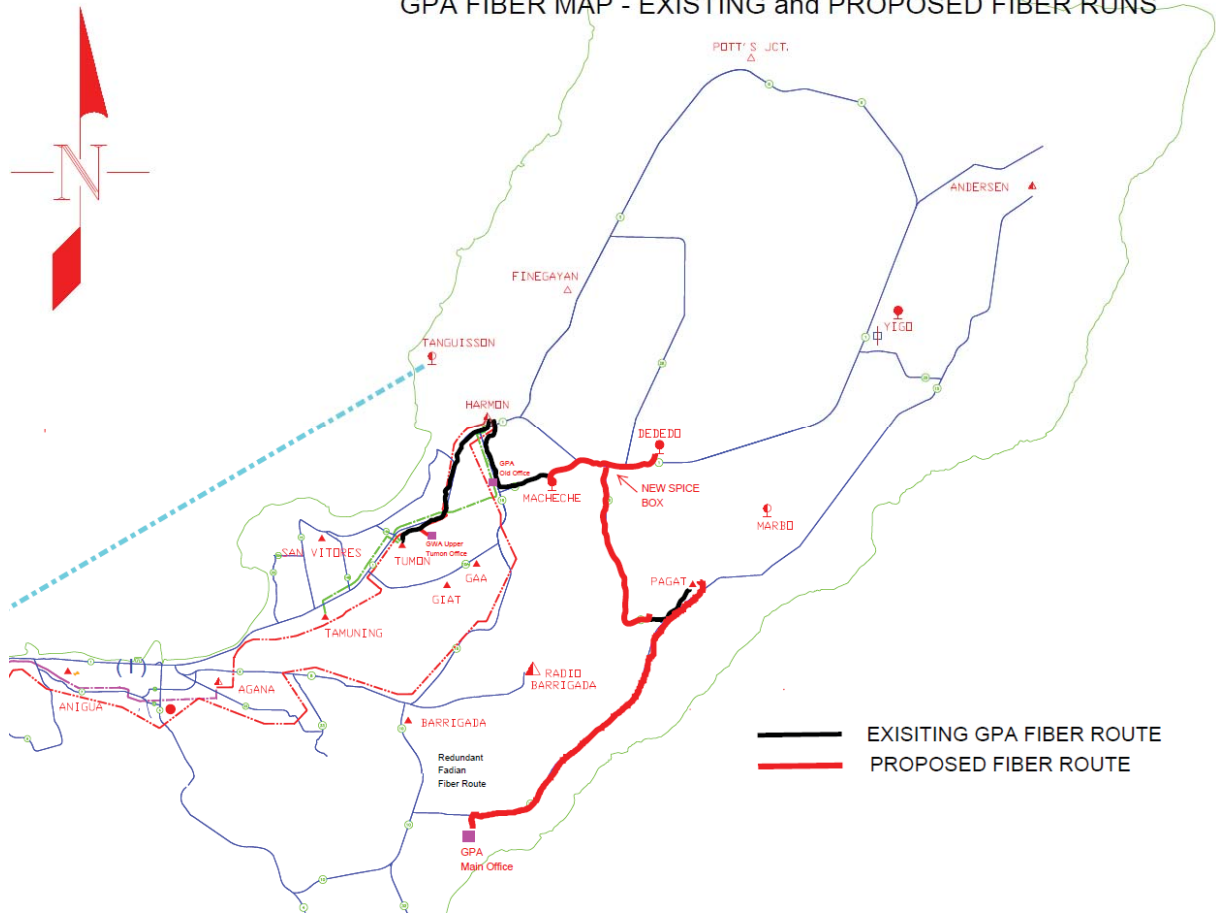 GPA FIBER MAP - EXISTING and PROPOSED FIBER RUNS
POTT'S JCT.
N
ANDERSEN
FINEGAYAN
YIGO
TANGUISSON
HARMON
DEDEDO
GPA
Old Office
NEW SPICE
BOX
MACHECHE
MARBO
GWA Upper
Tumon Office
SAN VITORES
TUMON
GAA
PAGAT
GIAT
TAMUNING
RADIO
BARRIGADA
AGANA
ANIGUA
BARRIGADA
EXISITING GPA FIBER ROUTE
Redundant
Fadian
Fiber Route
PROPOSED FIBER ROUTE
GPA
Main Office